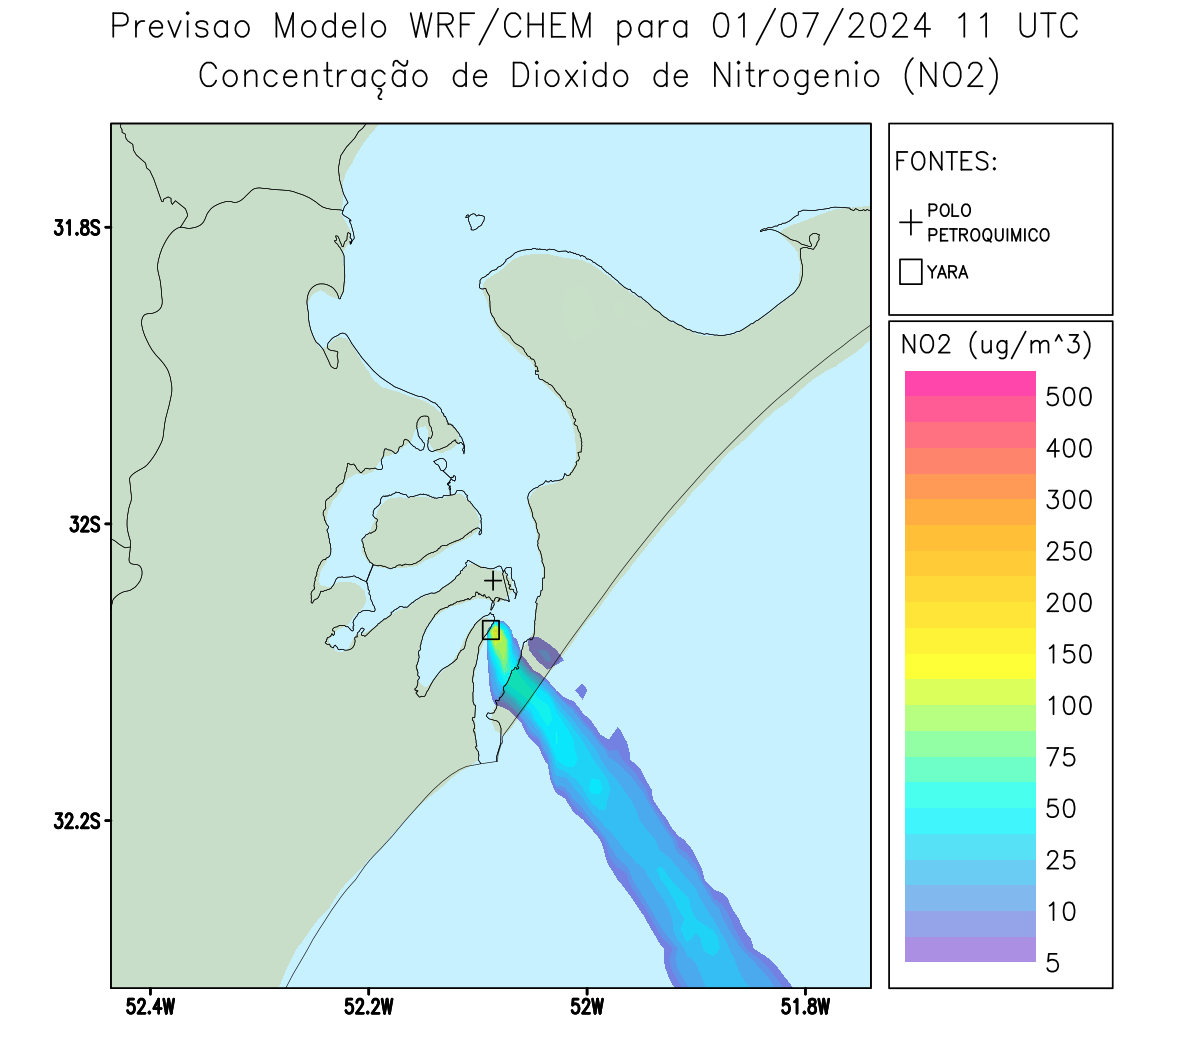 Previsao Modelo WRF/CHEM para 01/07/2024 11 UTC
Concentração de Dioxido de Nitrogenio (NO2)
FONTES:
POLO
PETROQUIMICO
YARA
NO2 (ug/m^3)
500
400
300
250
200
150
100
75
50
25
10
5
31.8S
32S
32.2S
52.4W
52.2W
52W
51.8W